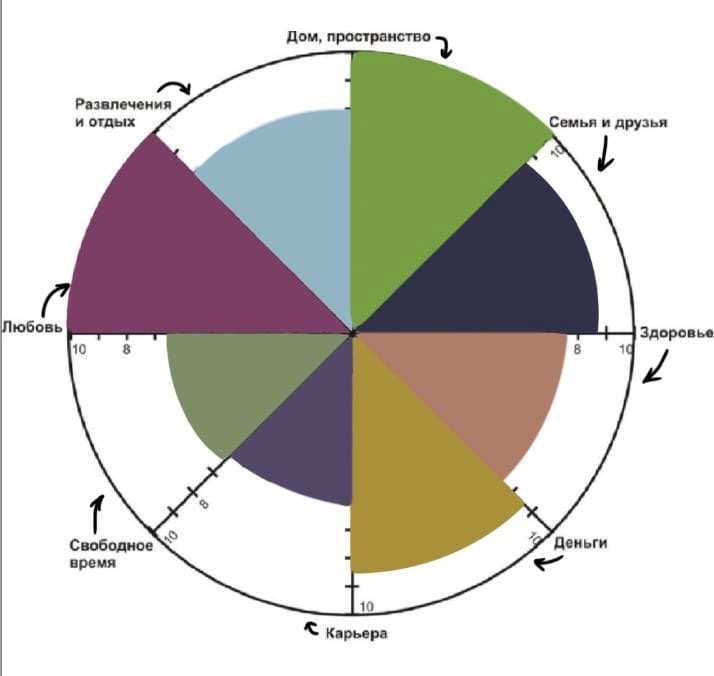 Дом, пространство
Развлечения
и отдых
Семья и друзья
10
Любовь
10
8
8
10
Здоровье
8
10
10
Свободное
время
Деньги
10
Карьера